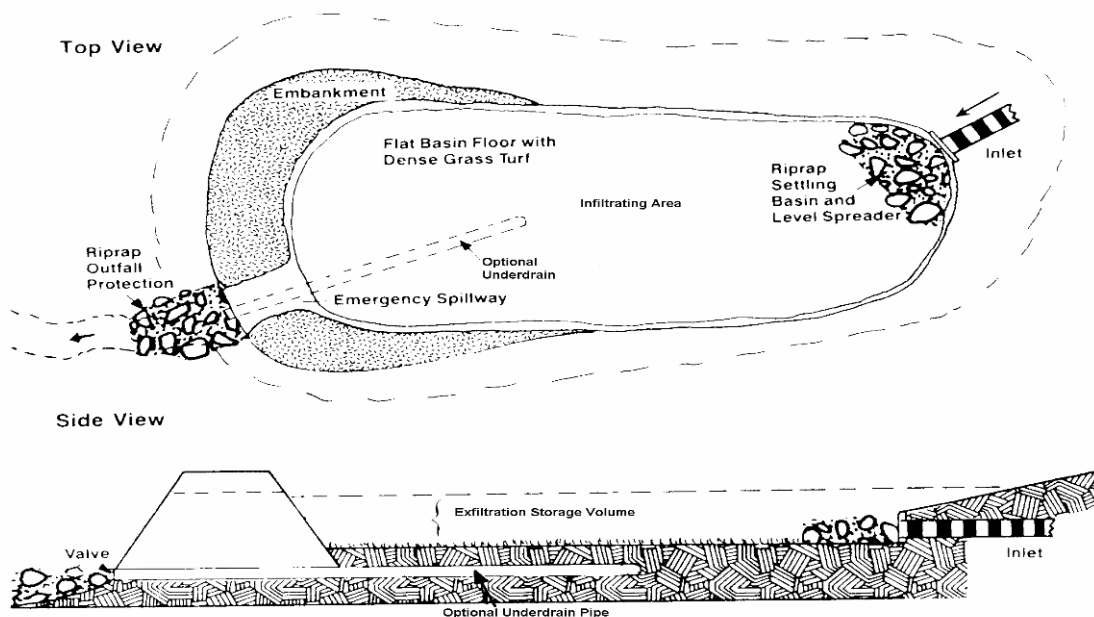 Top View
Embankment
Flat Basin Floor with
Dense Grass Turf
Inlet
Riprap
Settling
Basin and
Level Spreader
Infiltrating Area
Optional
Underdrain
Riprap
Outfall
Protection
Emergency Spillway
Side View
Exfiltration Storage Volume
Valve
Inlet
Optional Underdrain Pipe